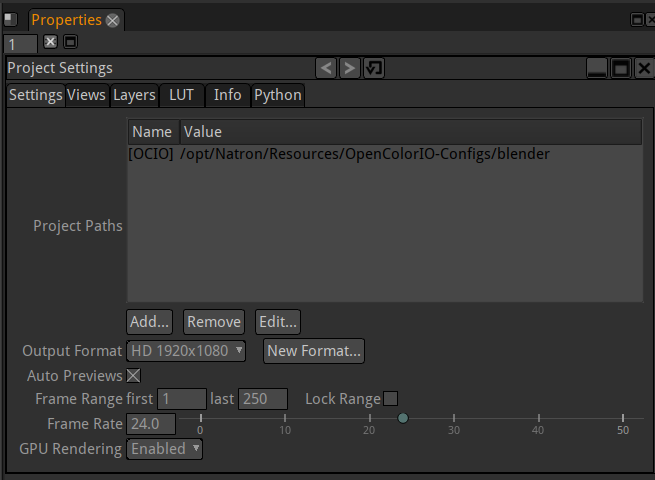 Properties
1
Project Settings
Settings Views Layers LUT Info Python
Name Value
[OCIO] /opt/Natron/Resources/OpenColorIO-Configs/blender
Project Paths
Add... Remove Edit...
Output Format HD 1920x1080 New Format...
Auto Previews
Frame Range first 1 last 250 Lock Range
Frame Rate 24.0 0 10 20 30 40 50
GPU Rendering Enabled